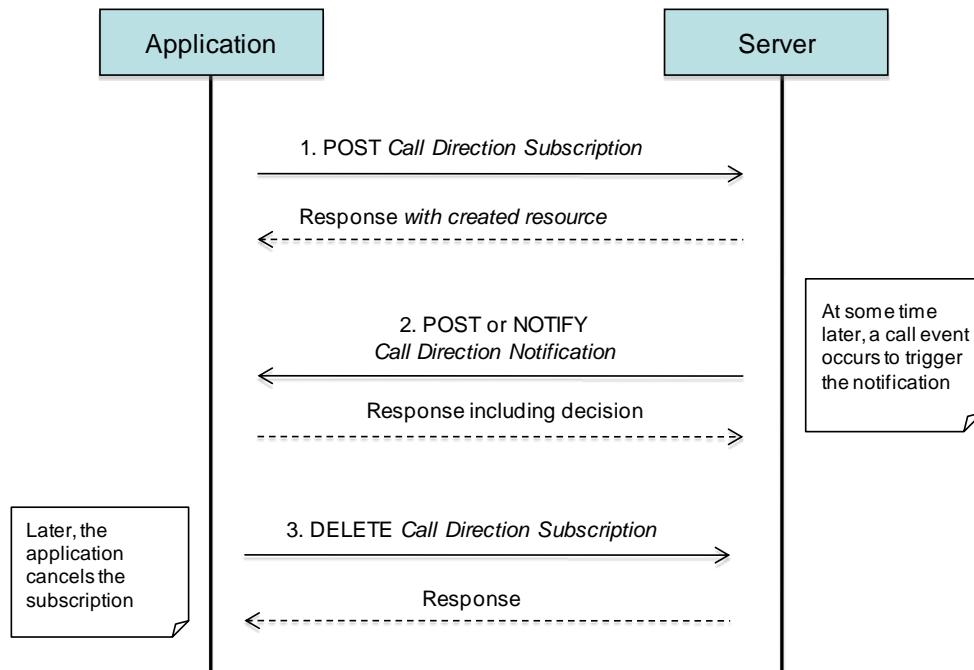 Application
Server
1. POST Call Direction Subscription
Response with created resource
At some time
later, a call event
occurs to trigger
the notification
2. POST or NOTIFY
Call Direction Notification
Response including decision
Later, the
application
cancels the
subscription
3. DELETE Call Direction Subscription
Response